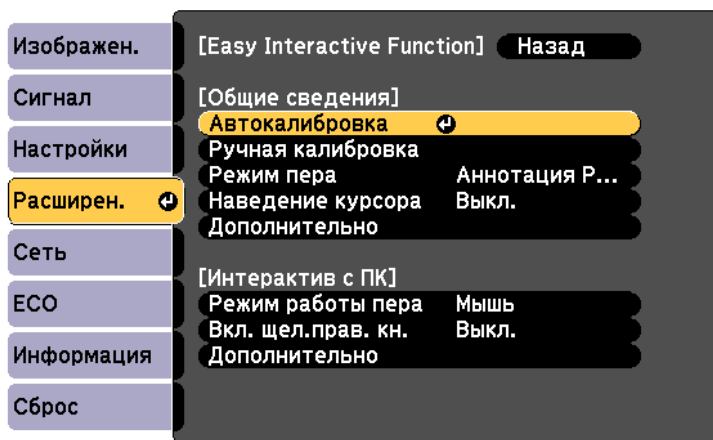 Изображен.
Сигнал
Настройки
Расширен.
Сеть
ECO
Информация
Сброс
[Easy Interactive Function] Назад
[Общие сведения]
Автокалибровка
Ручная калибровка
Режим пера Аннотация P...
Наведение курсора Выкл.
Дополнительно
[Интерактив с ПК]
Режим работы пера Мышь
Вкл. щел.прав. кн. Выкл.
Дополнительно